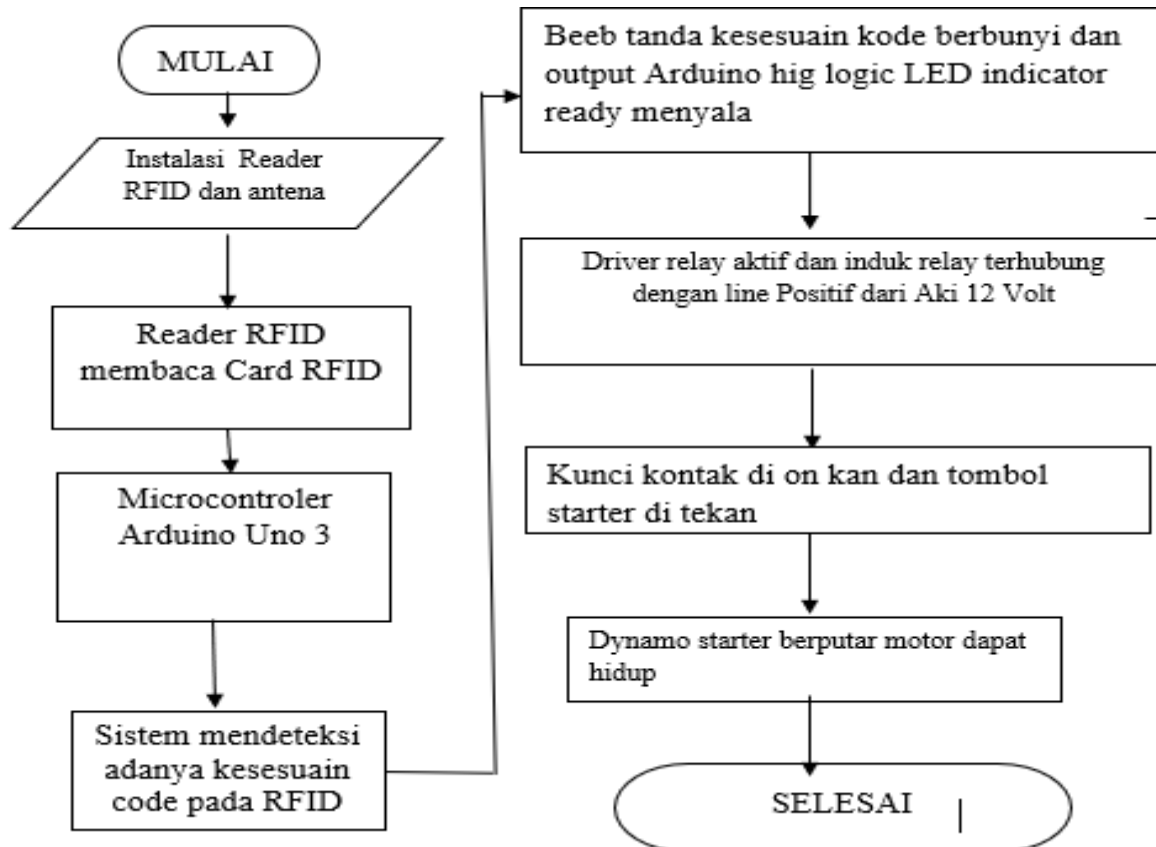 MULAI
Instalasi Reader
RFID dan antena
Reader RFID
membaca Card RFID
Microcontroler
Arduino Uno 3
Sistem mendeteksi
adanya kesesuain
code pada RFID
Beeb tanda kesesuain kode berbunyi dan
output Arduino hig logic LED indicator
ready menyala
Driver relay aktif dan induk relay terhubung
dengan line Positif dari Aki 12 Volt
Kunci kontak di on kan dan tombol
starter di tekan
Dynamo starter berputar motor dapat
hidup
SELESAI